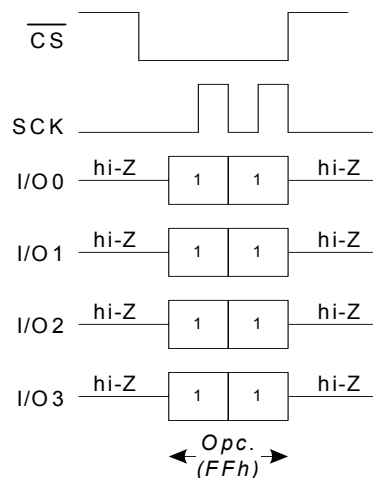 CS
SCK
I/O0 hi-Z 1 1 hi-Z
I/O1 hi-Z 1 1 hi-Z
I/O2 hi-Z 1 1 hi-Z
I/O3 hi-Z 1 1 hi-Z
Opc.
(FFh)